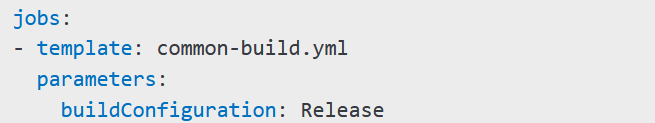 jobs:
- template: common-build.yml
  parameters:
    buildConfiguration: Release